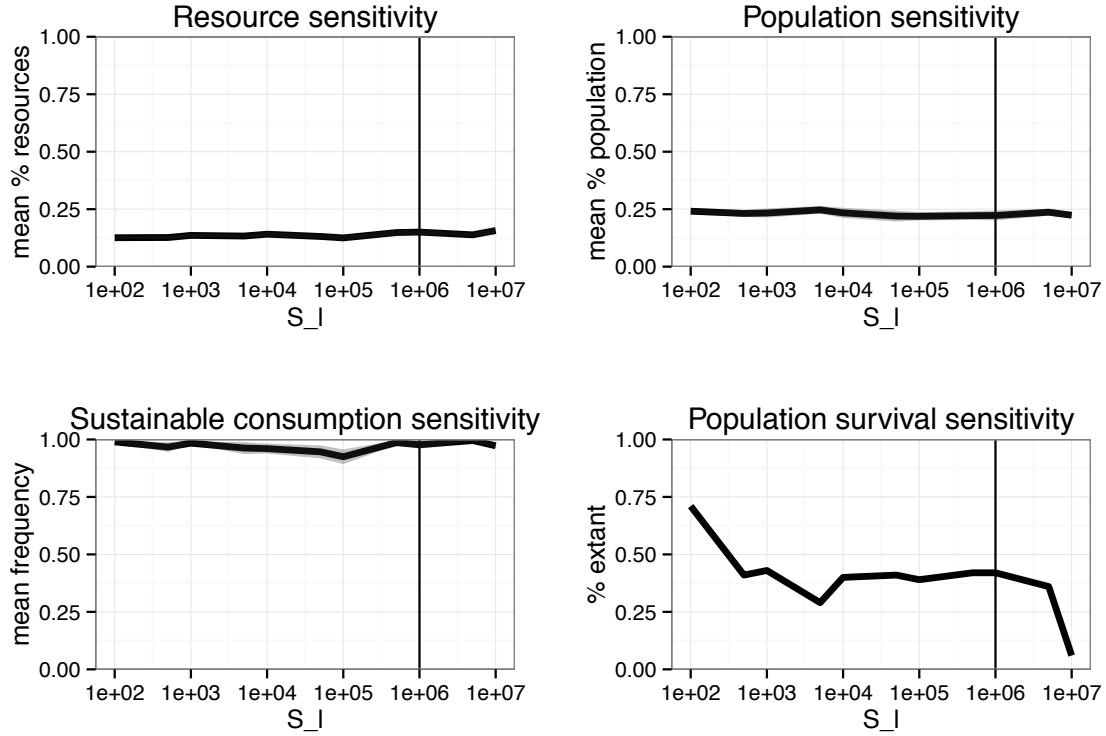 Resource sensitivity
mean % resources
1.00
0.75
0.50
0.25
0.00
1e+02 1e+03 1e+04 1e+05 1e+06 1e+07
S_I
Population sensitivity
mean % population
1.00
0.75
0.50
0.25
0.00
1e+02 1e+03 1e+04 1e+05 1e+06 1e+07
S_I
Sustainable consumption sensitivity
mean frequency
1.00
0.75
0.50
0.25
0.00
1e+02 1e+03 1e+04 1e+05 1e+06 1e+07
S_I
Population survival sensitivity
% extant
1.00
0.75
0.50
0.25
0.00
1e+02 1e+03 1e+04 1e+05 1e+06 1e+07
S_I